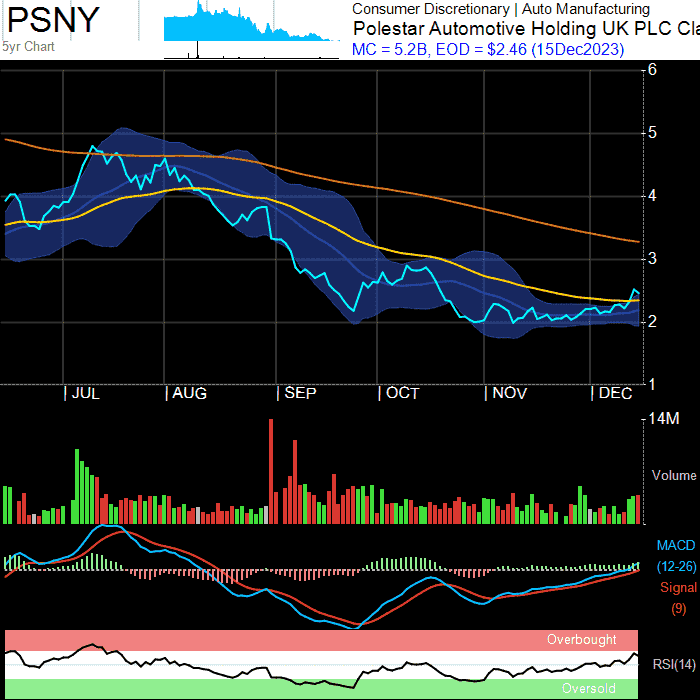 PSNY
5yr Chart
Consumer Discretionary | Auto Manufacturing
Polestar Automotive Holding UK PLC Cla
MC = 5.2B, EOD = $2.46 (15Dec2023)
6
5
4
3
2
1
| JUL | AUG | SEP | OCT | NOV | DEC
14M
Volume
MACD
(12-26)
Signal
(9)
Overbought
RSI(14)
Oversold